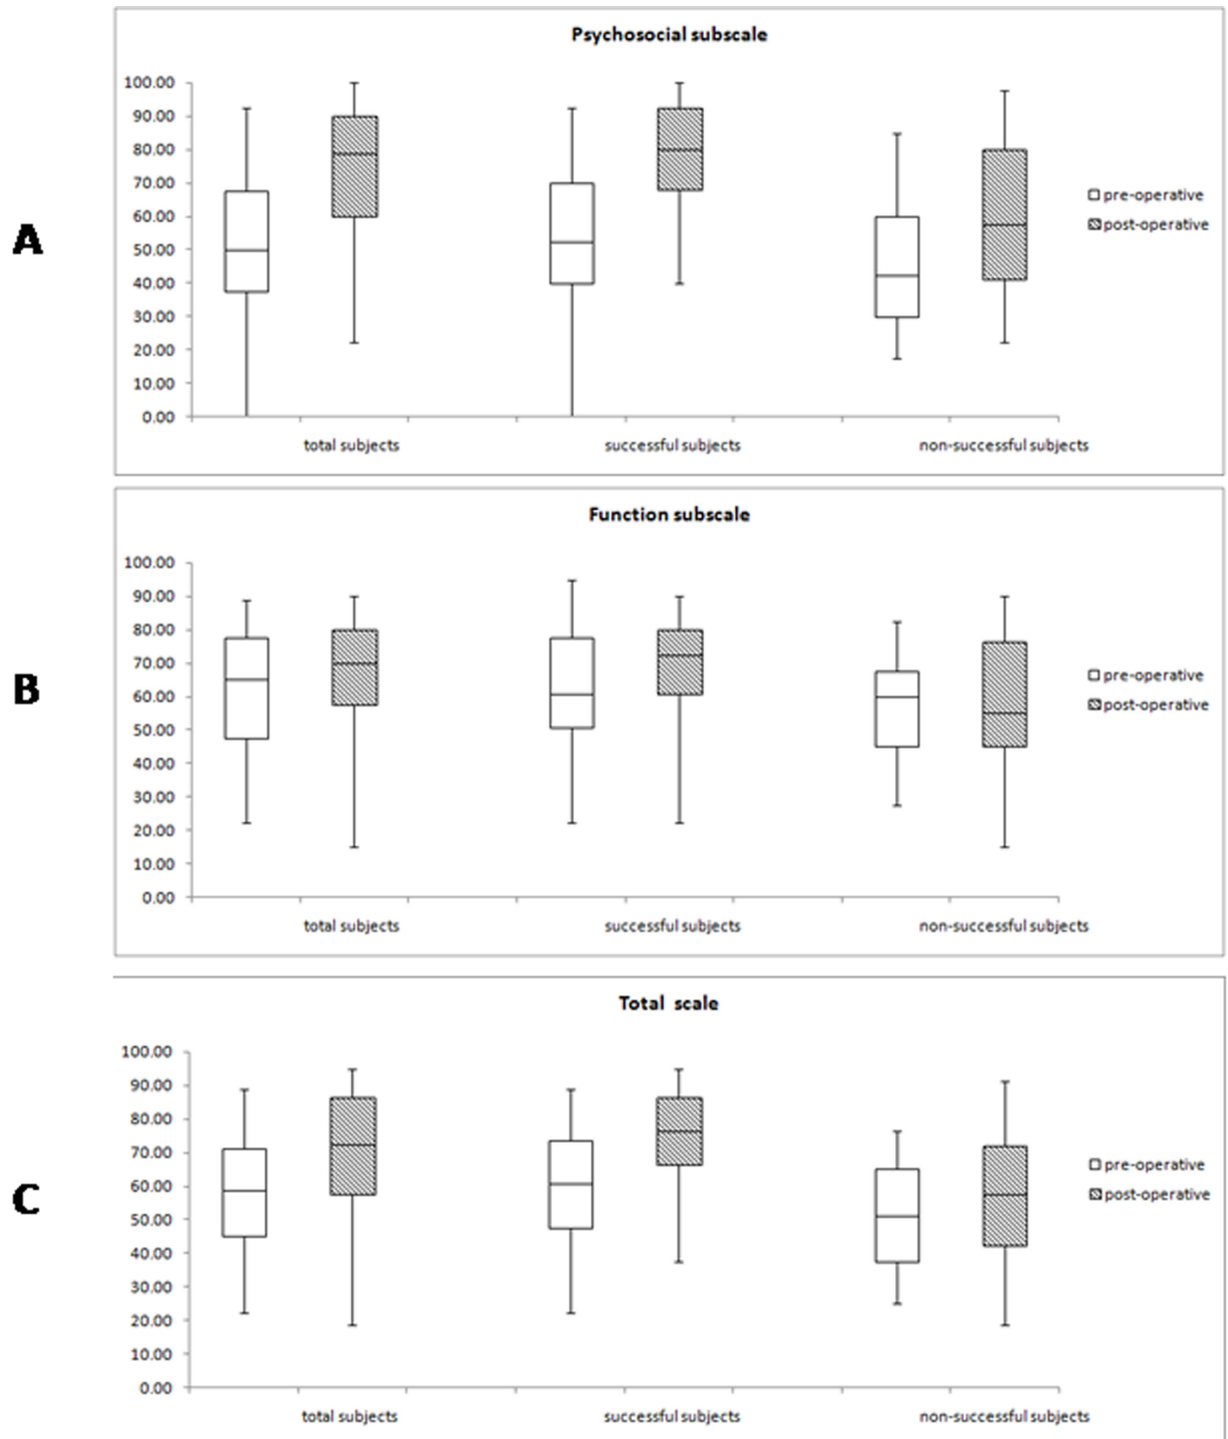 A
Psychosocial subscale
100.00
90.00
80.00
70.00
60.00
50.00
40.00
30.00
20.00
10.00
0.00
total subjects successful subjects non-successful subjects
pre-operative
post-operative
B
Function subscale
100.00
90.00
80.00
70.00
60.00
50.00
40.00
30.00
20.00
10.00
0.00
total subjects successful subjects non-successful subjects
pre-operative
post-operative
C
Total scale
100.00
90.00
80.00
70.00
60.00
50.00
40.00
30.00
20.00
10.00
0.00
total subjects successful subjects non-successful subjects
pre-operative
post-operative